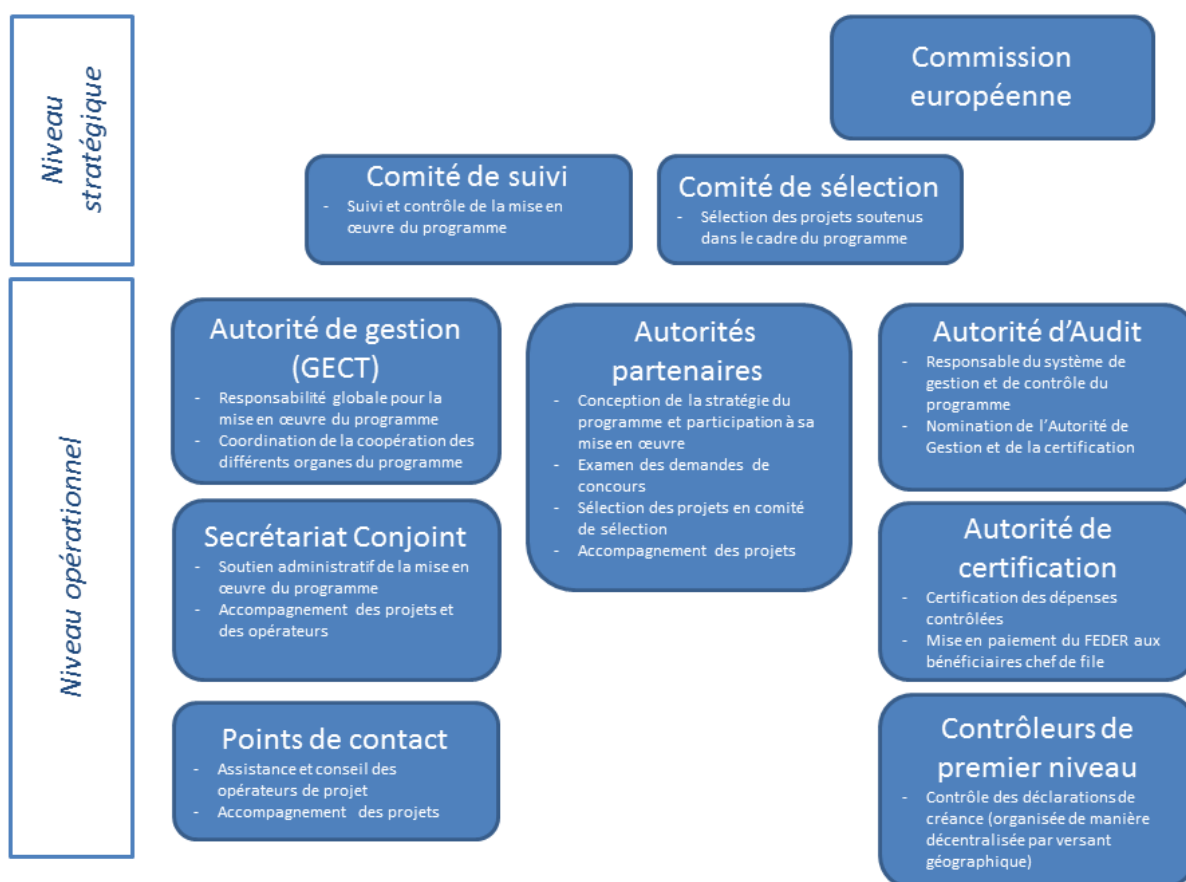 Niveau
stratégique
Commission
européenne
Comité de suivi
- Suivi et contrôle de la mise en
œuvre du programme
Comité de sélection
- Sélection des projets soutenus
dans le cadre du programme
Niveau opérationnel
Autorité de gestion
(GECT)
- Responsabilité globale pour la
mise en œuvre du programme
- Coordination de la coopération des
différents organes du programme
Secrétariat Conjoint
- Soutien administratif de la mise en
œuvre du programme
- Accompagnement des projets et
des opérateurs
Points de contact
- Assistance et conseil des
opérateurs de projet
- Accompagnement des projets
Autorités
partenaires
- Conception de la stratégie du
programme et participation à sa
mise en œuvre
- Examen des demandes de
concours
- Sélection des projets en comité
de sélection
- Accompagnement des projets
Autorité d'Audit
- Responsable du système de
gestion et de contrôle du
programme
- Nomination de l'Autorité de
Gestion et de la certification
Autorité de
certification
- Certification des dépenses
contrôlées
- Mise en paiement du FEDER aux
bénéficiaires chef de file
Contrôleurs de
premier niveau
- Contrôle des déclarations de
créance (organisée de manière
décentralisée par versant
géographique)